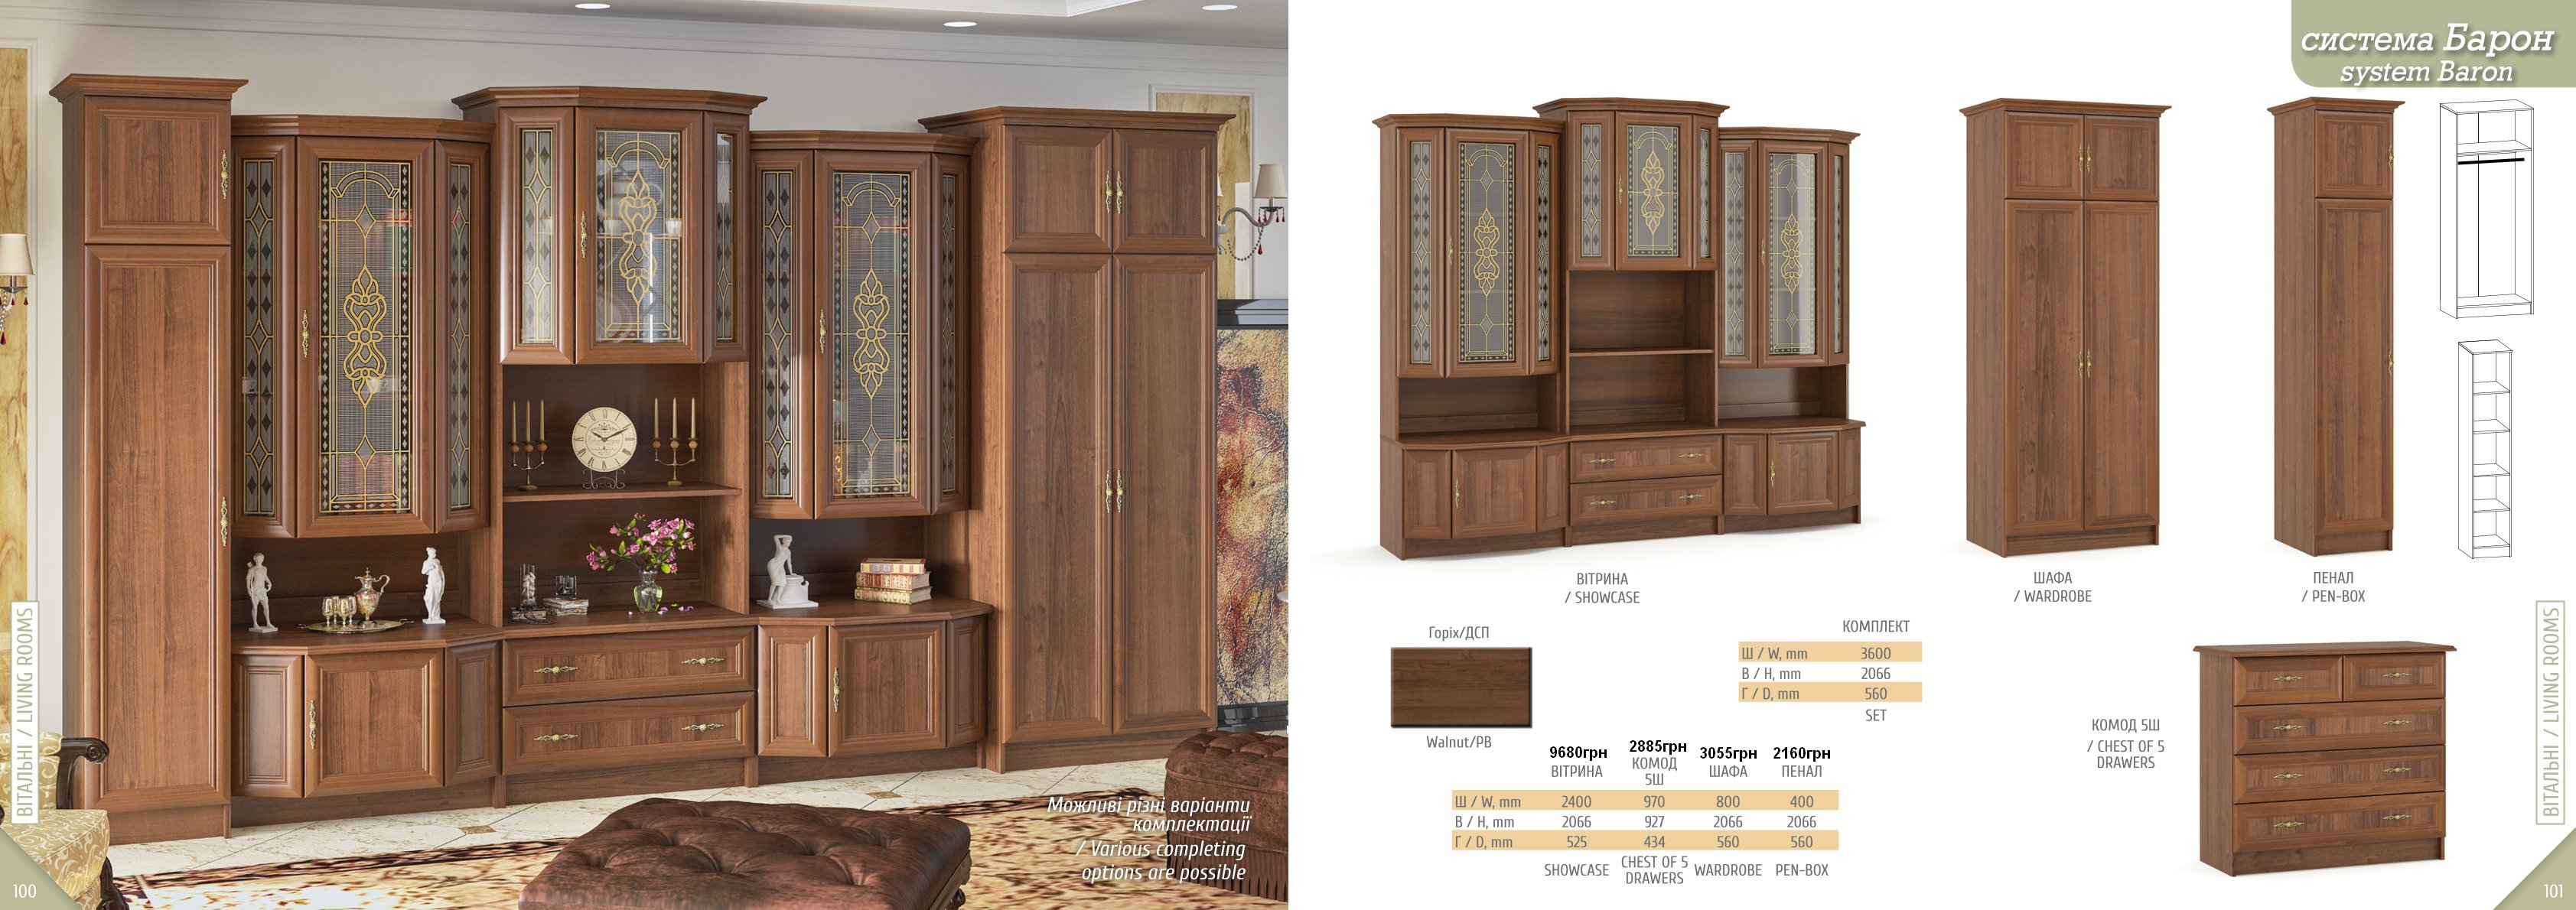 система Барон
system Baron
ВІТАЛЬНІ / LIVING ROOMS
Можливі різні варіанти
комплектації
/ Various completing
options are possible
100
ВІТРИНА
/ SHOWCASE
ШАФА
/ WARDROBE
ПЕНАЛ
/ PEN-BOX
Горіх/ДСП
Walnut/PB
КОМПЛЕКТ
Ш / W, mm 3600
В / H, mm 2066
Г / D, mm 560
SET
КОМОД 5Ш
/ CHEST OF 5
DRAWERS
9680грн 2885грн 3055грн 2160грн
ВІТРИНА КОМОД 5Ш ШАФА ПЕНАЛ
Ш / W, mm 2400 970 800 400
В / H, mm 2066 927 2066 2066
Г / D, mm 525 434 560 560
SHOWCASE CHEST OF 5 DRAWERS WARDROBE PEN-BOX
ВІТАЛЬНІ / LIVING ROOMS
101